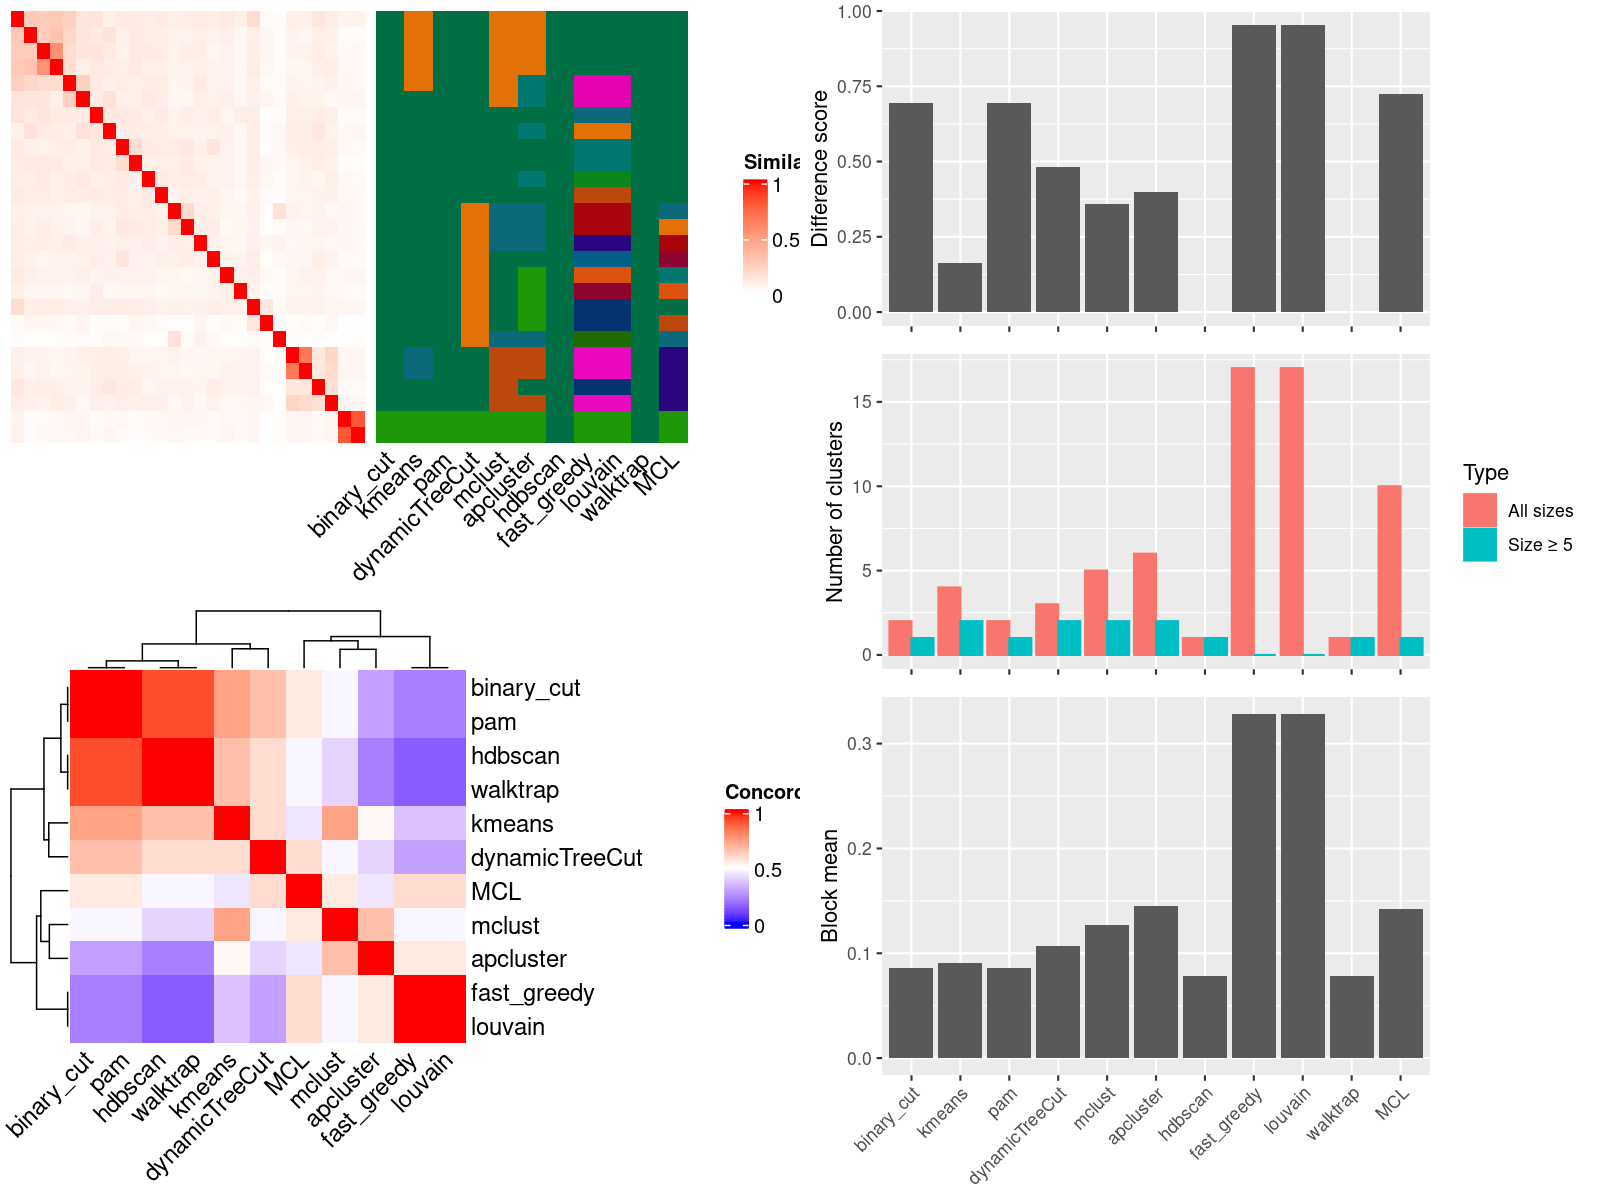 Simila
1
0.5
0
binary_cut
kmeans
pam
dynamicTreeCut
mclust
apcluster
hdbscan
fast_greedy
louvain
walktrap
MCL
binary_cut
pam
hdbscan
walktrap
kmeans
dynamicTreeCut
MCL
mclust
apcluster
fast_greedy
louvain
binary_cut
pam
hdbscan
walktrap
kmeans
dynamicTreeCut
MCL
mclust
apcluster
fast_greedy
louvain
Concord
1
0.5
0
Difference score
1.00
0.75
0.50
0.25
0.00
Number of clusters
15
10
5
0
Type
All sizes
Size ≥ 5
Block mean
0.3
0.2
0.1
0.0
binary_cut
kmeans
pam
dynamicTreeCut
mclust
apcluster
hdbscan
fast_greedy
louvain
walktrap
MCL